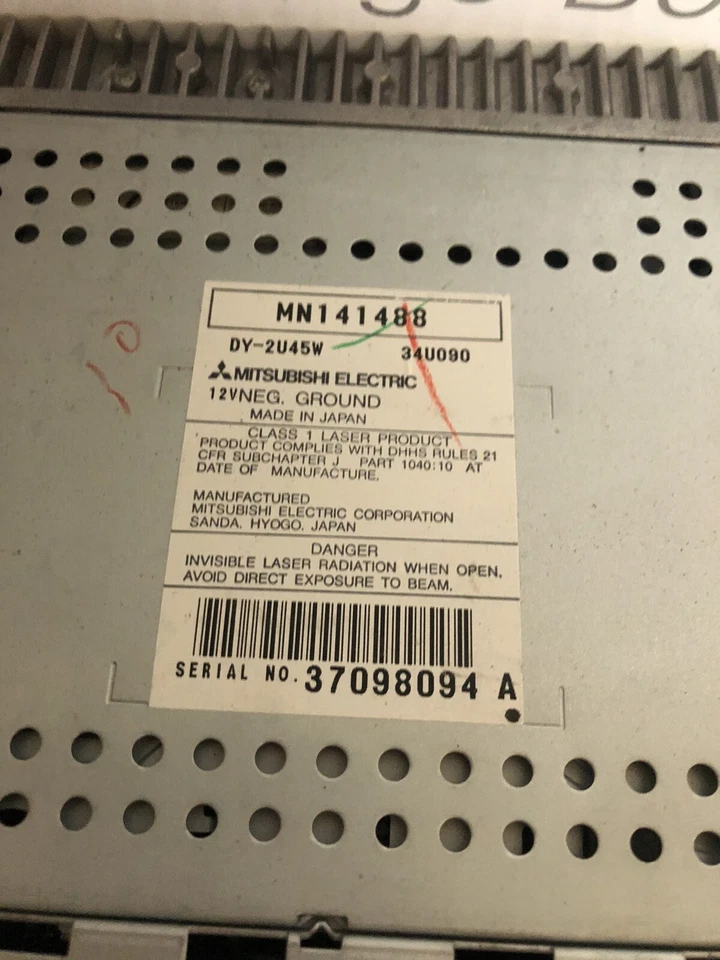 MN141488
DY-2U45W 34U090
MITSUBISHI ELECTRIC
12VNEG. GROUND
MADE IN JAPAN
CLASS 1 LASER PRODUCT
PRODUCT COMPLIES WITH DHHS RULES 21
CFR SUBCHAPTER J PART 1040:10 AT
DATE OF MANUFACTURE.
MANUFACTURED
MITSUBISHI ELECTRIC CORPORATION
SANDA. HYOGO. JAPAN
DANGER
INVISIBLE LASER RADIATION WHEN OPEN.
AVOID DIRECT EXPOSURE TO BEAM.
SERIAL NO. 37098094 A
10